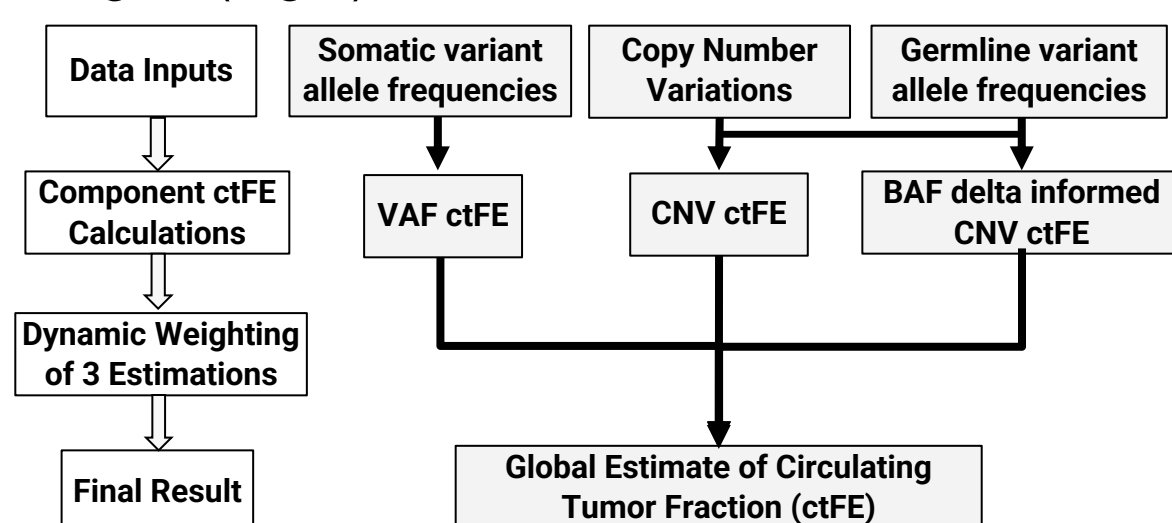 Data Inputs
Somatic variant
allele frequencies
Copy Number
Variations
Germline variant
allele frequencies
Component ctFE
Calculations
VAF ctFE
CNV ctFE
BAF delta informed
CNV ctFE
Dynamic Weighting
of 3 Estimations
Final Result
Global Estimate of Circulating
Tumor Fraction (ctFE)